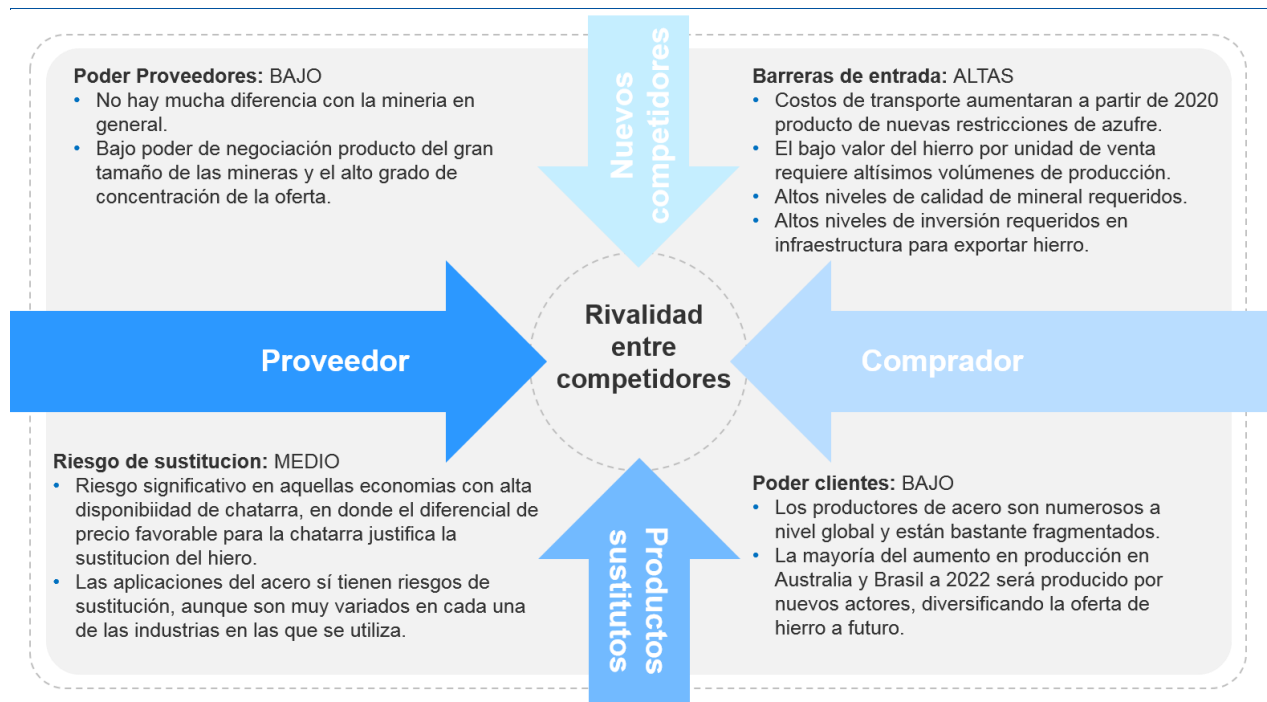 Poder Proveedores: BAJO
• No hay mucha diferencia con la mineria en
general.
• Bajo poder de negociación producto del gran
tamaño de las mineras y el alto grado de
concentración de la oferta.
Nuevos
competidores
Barreras de entrada: ALTAS
• Costos de transporte aumentaran a partir de 2020
producto de nuevas restricciones de azufre.
• El bajo valor del hierro por unidad de venta
requiere altísimos volúmenes de producción.
• Altos niveles de calidad de mineral requeridos.
• Altos niveles de inversión requeridos en
infraestructura para exportar hierro.
Proveedor
Rivalidad
entre
competidores
Comprador
Riesgo de sustitucion: MEDIO
• Riesgo significativo en aquellas economias con alta
disponibiidad de chatarra, en donde el diferencial de
precio favorable para la chatarra justifica la
sustitucion del hiero.
• Las aplicaciones del acero sí tienen riesgos de
sustitución, aunque son muy variados en cada una
de las industrias en las que se utiliza.
Productos
sustitutos
Poder clientes: BAJO
• Los productores de acero son numerosos a
nivel global y están bastante fragmentados.
• La mayoría del aumento en producción en
Australia y Brasil a 2022 será producido por
nuevos actores, diversificando la oferta de
hierro a futuro.